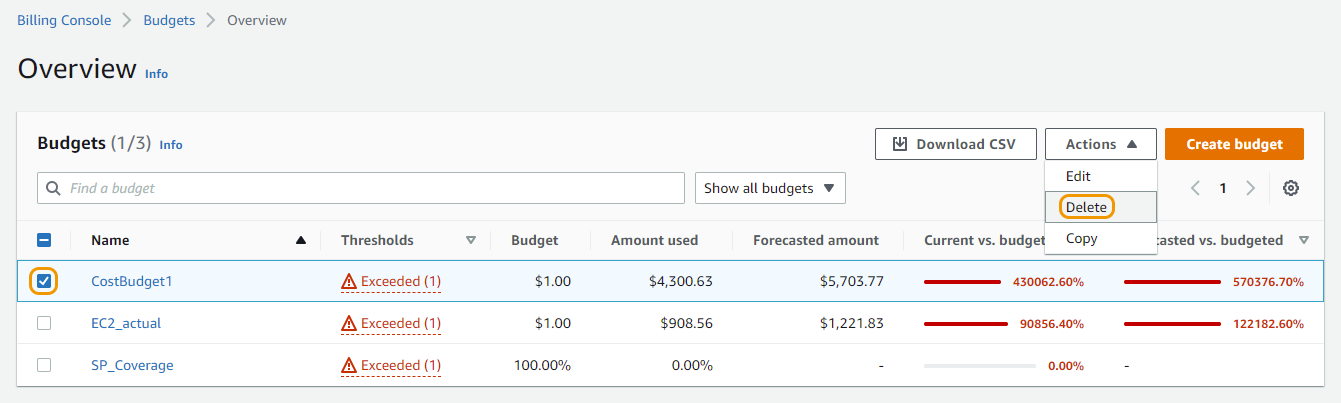 Billing Console > Budgets > Overview
Overview Info
Budgets (1/3) Info
Download CSV
Actions
Create budget
Find a budget
Show all budgets
Edit
1
Delete
Copy
Name Thresholds Budget Amount used Forecasted amount Current vs. budg casted vs. budgeted
CostBudget1 Exceeded (1) $1.00 $4,300.63 $5,703.77 430062.60% 570376.70%
EC2_actual Exceeded (1) $1.00 $908.56 $1,221.83 90856.40% 122182.60%
SP_Coverage Exceeded (1) 100.00% 0.00% - 0.00% -